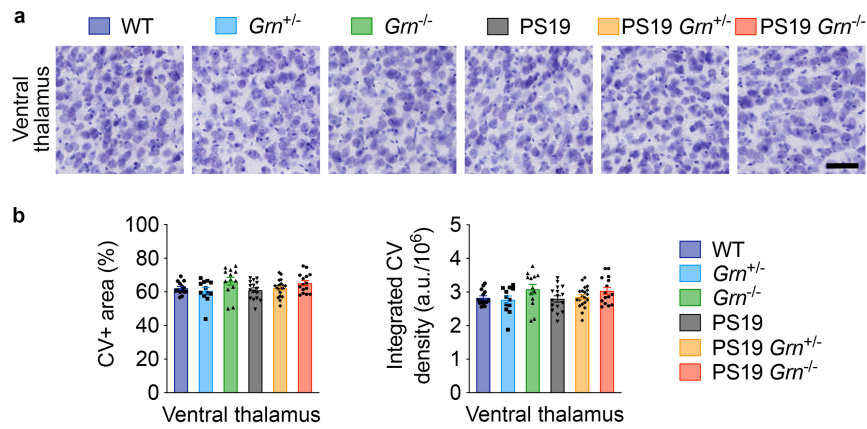 a
WT Grn+/- Grn-/- PS19 PS19 Grn+/- PS19 Grn-/-
Ventral
thalamus
b
CV+ area (%)
100
80
60
40
20
0
Ventral thalamus
Integrated CV
density (a.u./10⁶)
5
4
3
2
1
0
Ventral thalamus
WT
Grn+/-
Grn-/-
PS19
PS19 Grn+/-
PS19 Grn-/-